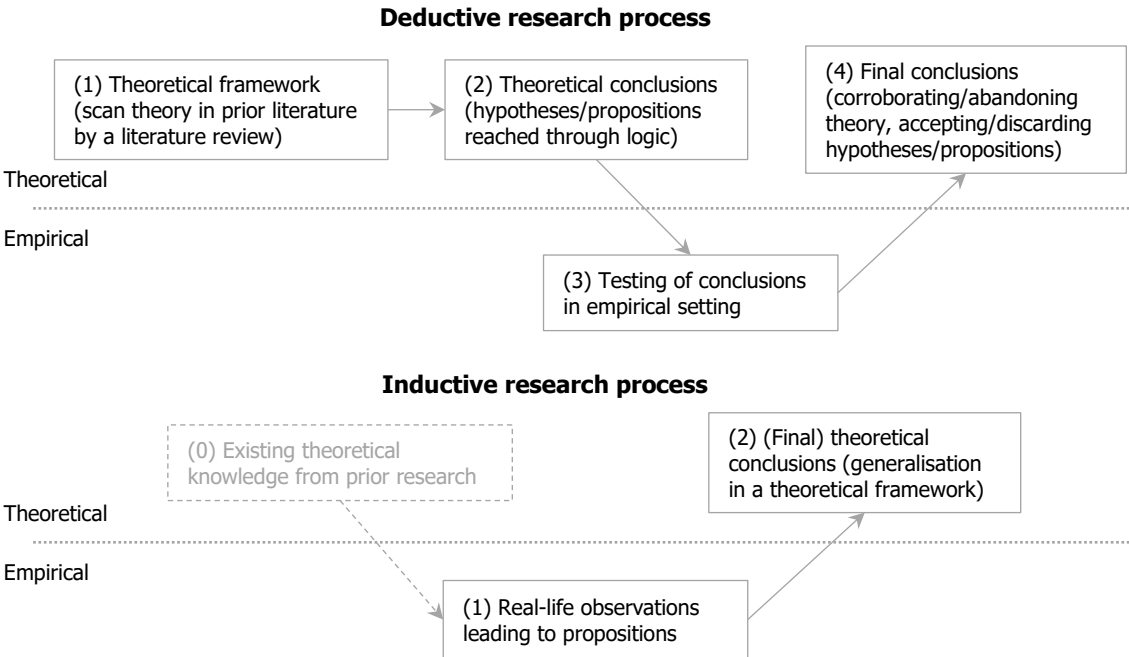 Deductive research process
(1) Theoretical framework
(scan theory in prior literature
by a literature review)
(2) Theoretical conclusions
(hypotheses/propositions
reached through logic)
(4) Final conclusions
(corroborating/abandoning
theory, accepting/discarding
hypotheses/propositions)
Theoretical
Empirical
(3) Testing of conclusions
in empirical setting
Inductive research process
(0) Existing theoretical
knowledge from prior research
(2) (Final) theoretical
conclusions (generalisation
in a theoretical framework)
Theoretical
Empirical
(1) Real-life observations
leading to propositions